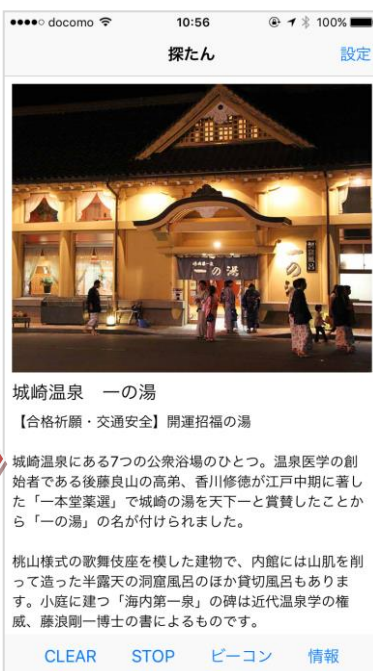 docomo 10:56 100%
探たん 設定
一の湯
一の湯
城崎温泉　一の湯
【合格祈願・交通安全】開運招福の湯
城崎温泉にある7つの公衆浴場のひとつ。温泉医学の創
始者である後藤良山の高弟、香川修徳が江戸中期に著し
た「一本堂薬選」で城崎の湯を天下一と賞賛したことか
ら「一の湯」の名が付けられました。
桃山様式の歌舞伎座を模した建物で、内館には山肌を削
って造った半露天の洞窟風呂のほか貸切風呂もありま
す。小庭に建つ「海内第一泉」の碑は近代温泉学の権
威、藤浪剛一博士の書によるものです。
CLEAR STOP ビーコン 情報